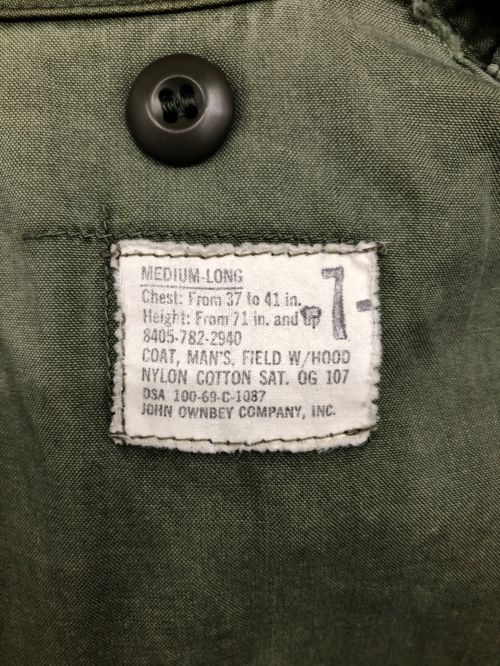 MEDIUM-LONG
Chest: From 37 to 41 in.
Height: From 71 in. and up
8405-782-2940
COAT, MAN'S, FIELD W/HOOD
NYLON COTTON SAT. OG 107
DSA 100-69-C-1087
JOHN OWNBEY COMPANY, INC.
-7-